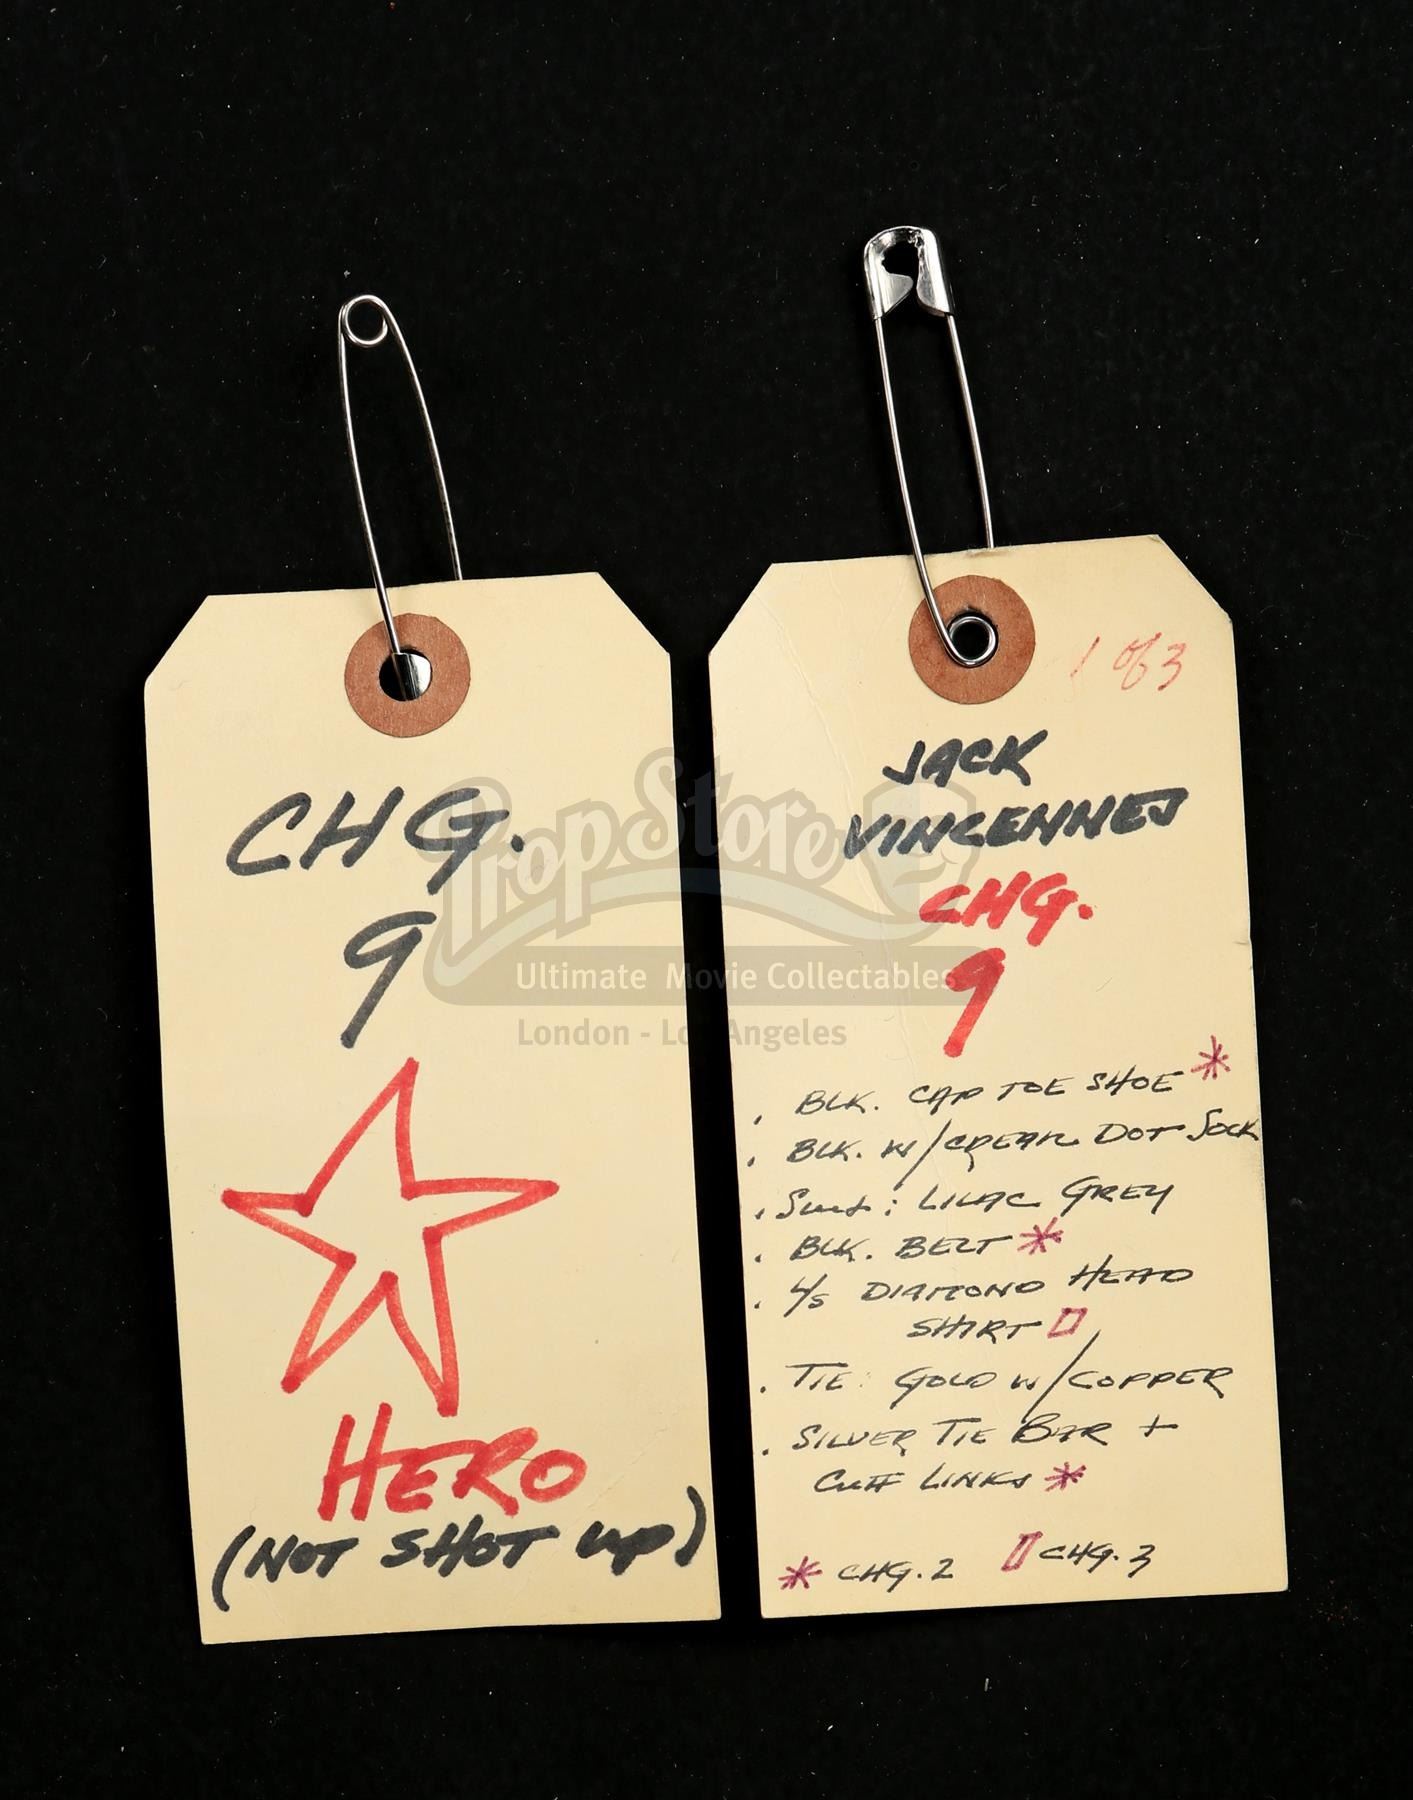 CHG.
9
HERO
(NOT SHOT UP)
1 of 3
JACK
VINCENNES
CHG.
9
. BLK. CAP TOE SHOE *
. BLK. W/CREAM DOT SOCK
. Suit: LILAC GREY
. BLK. BELT *
. L/S DIAMOND HEAD
SHIRT ▯
. TIE: GOLD W/COPPER
. SILVER TIE BAR +
CUFF LINKS *
* CHG. 2 ▯ CHG. 3
PropStore
Ultimate Movie Collectables
London - Los Angeles